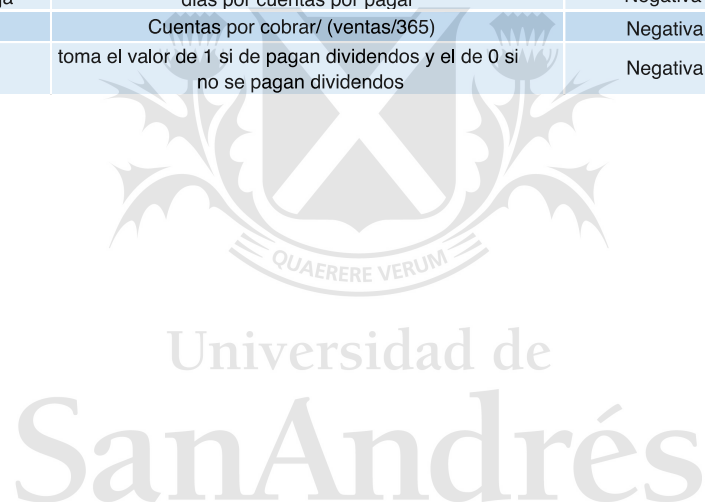 días por cuentas por pagar Negativa
Cuentas por cobrar/ (ventas/365) Negativa
toma el valor de 1 si de pagan dividendos y el de 0 si
no se pagan dividendos Negativa
QUAERERE VERUM
Universidad de
SanAndrés